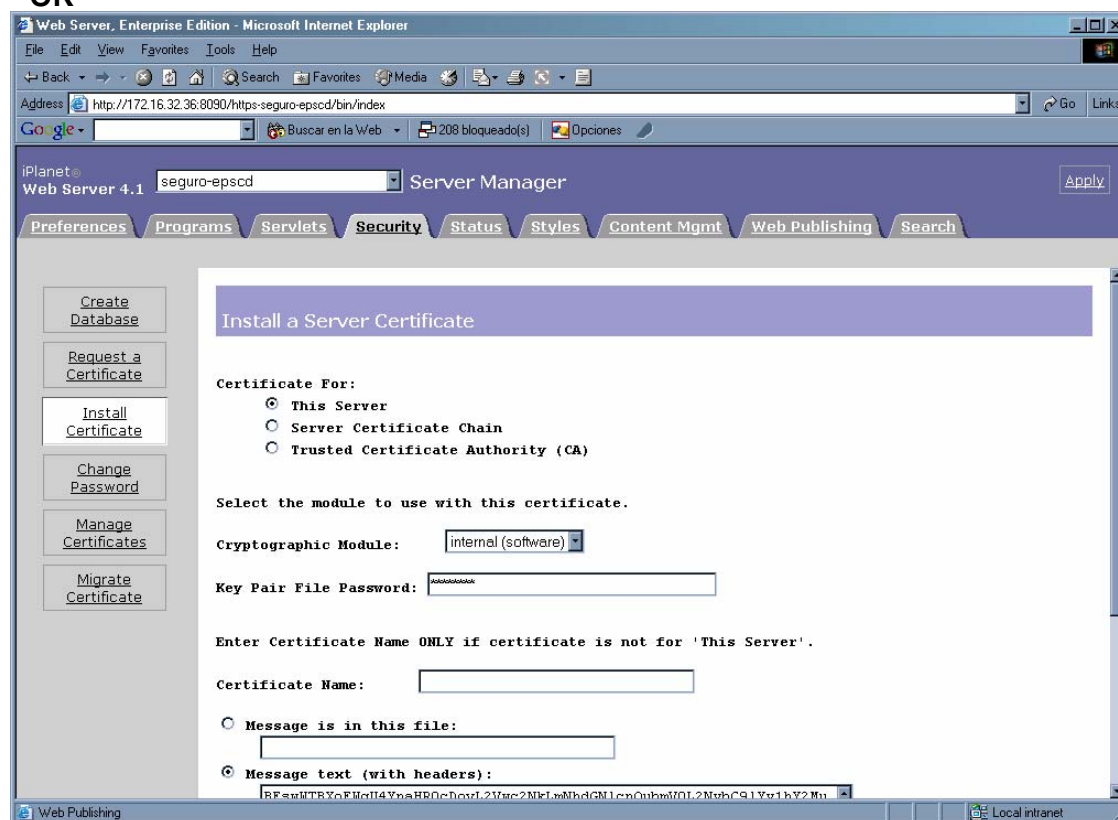 OK
Web Server, Enterprise Edition - Microsoft Internet Explorer
File Edit View Favorites Tools Help
Back Search Favorites Media
Address http://172.16.32.36:8090/https-seguro-epscd/bin/index Go Links
Google Buscar en la Web 208 bloqueado(s) Opciones
iPlanet
Web Server 4.1 seguro-epscd Server Manager Apply
Preferences Programs Servlets Security Status Styles Content Mgmt Web Publishing Search
Create
Database
Install a Server Certificate
Request a
Certificate
Certificate For:
This Server
Install
Certificate
Server Certificate Chain
Trusted Certificate Authority (CA)
Change
Password
Select the module to use with this certificate.
Manage
Certificates
Cryptographic Module: internal (software)
Migrate
Certificate
Key Pair File Password: *********
Enter Certificate Name ONLY if certificate is not for 'This Server'.
Certificate Name:
Message is in this file:
Message text (with headers):
Web Publishing Local intranet